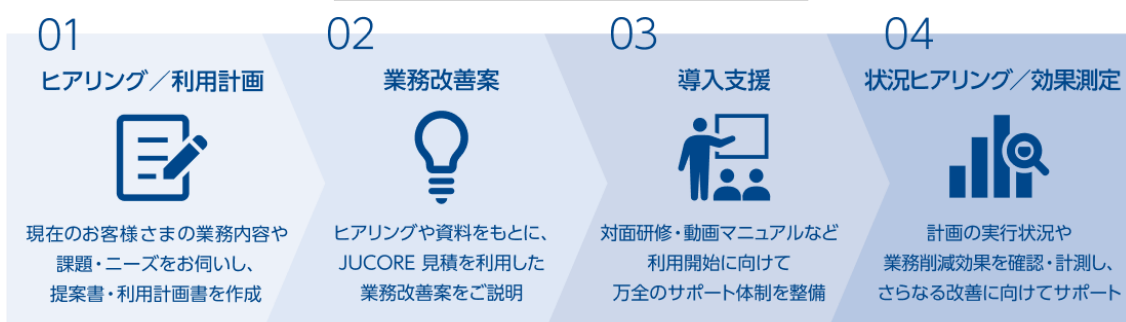 01
ヒアリング／利用計画
現在のお客様さまの業務内容や
課題・ニーズをお伺いし、
提案書・利用計画書を作成
02
業務改善案
ヒアリングや資料をもとに、
JUCORE 見積を利用した
業務改善案をご説明
03
導入支援
対面研修・動画マニュアルなど
利用開始に向けて
万全のサポート体制を整備
04
状況ヒアリング／効果測定
計画の実行状況や
業務削減効果を確認・計測し、
さらなる改善に向けてサポート